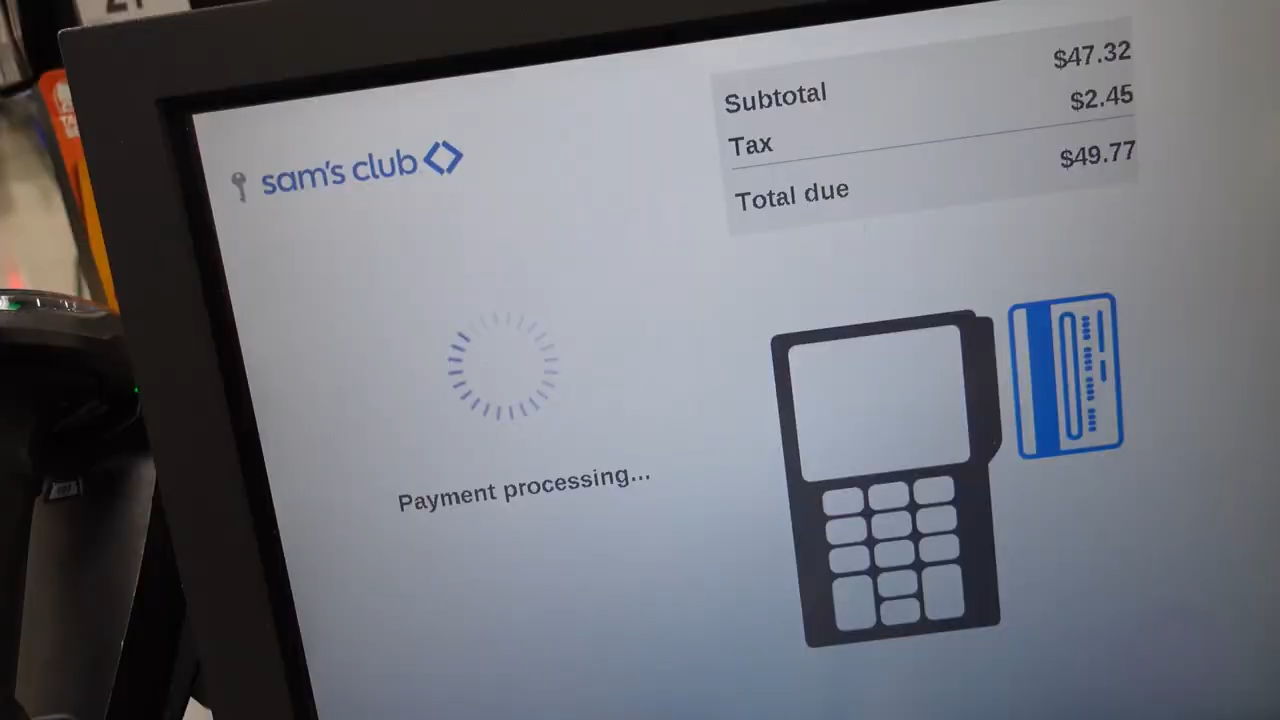 sam's club
Subtotal $47.32
Tax $2.45
Total due $49.77
Payment processing...